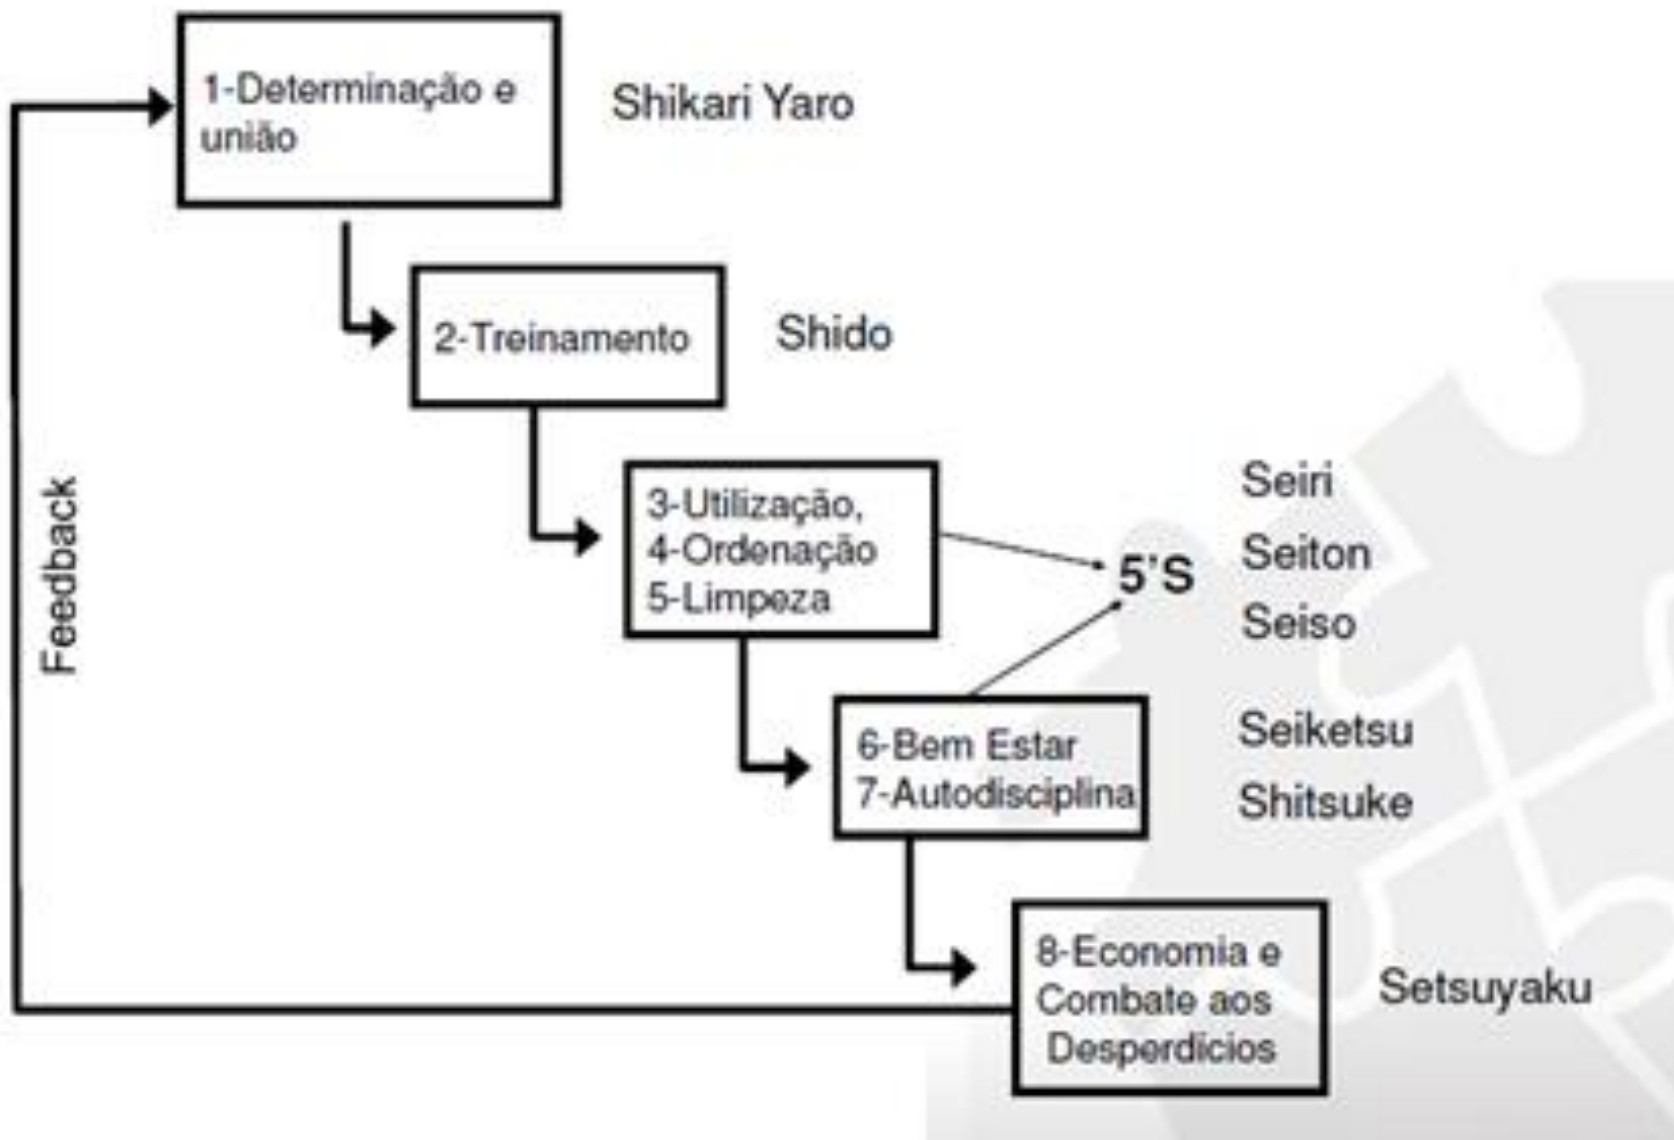 1-Determinação e
união
Shikari Yaro
2-Treinamento
Shido
3-Utilização,
4-Ordenação
5-Limpeza
5'S
Seiri
Seiton
Seiso
6-Bem Estar
7-Autodisciplina
Seiketsu
Shitsuke
8-Economia e
Combate aos
Desperdícios
Setsuyaku
Feedback